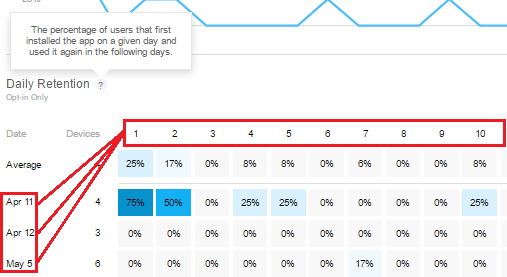 The percentage of users that first
installed the app on a given day and
used it again in the following days.
Daily Retention ?
Opt-in Only
Date Devices 1 2 3 4 5 6 7 8 9 10
Average 25% 17% 0% 8% 8% 0% 6% 0% 0% 8%
Apr 11 4 75% 50% 0% 25% 25% 0% 0% 0% 0% 25%
Apr 12 3 0% 0% 0% 0% 0% 0% 0% 0% 0% 0%
May 5 6 0% 0% 0% 0% 0% 0% 17% 0% 0% 0%